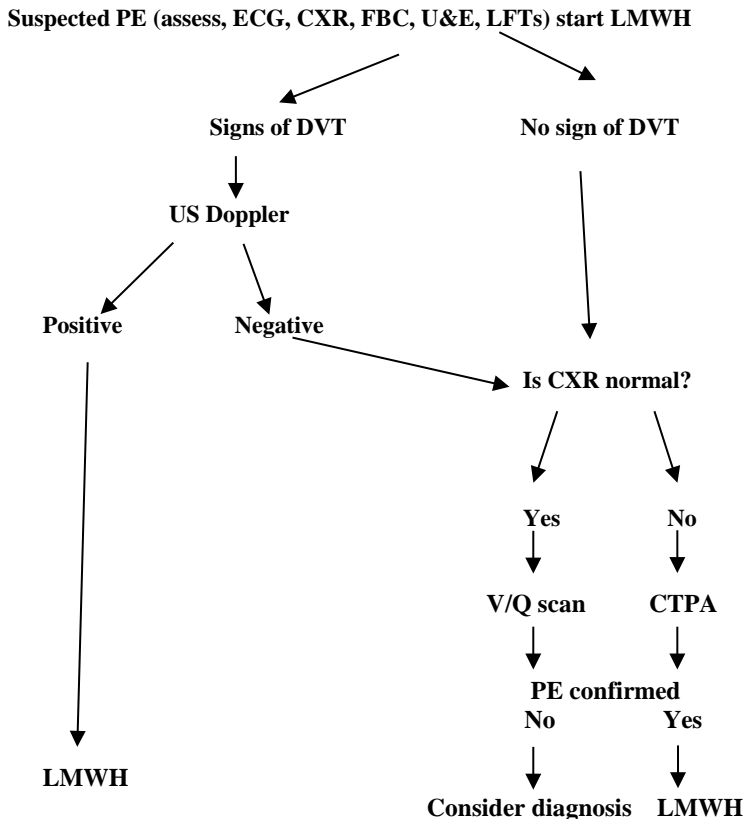 Suspected PE (assess, ECG, CXR, FBC, U&E, LFTs) start LMWH
Signs of DVT
No sign of DVT
US Doppler
Positive
Negative
Is CXR normal?
Yes
No
V/Q scan
CTPA
PE confirmed
No
Yes
LMWH
Consider diagnosis
LMWH